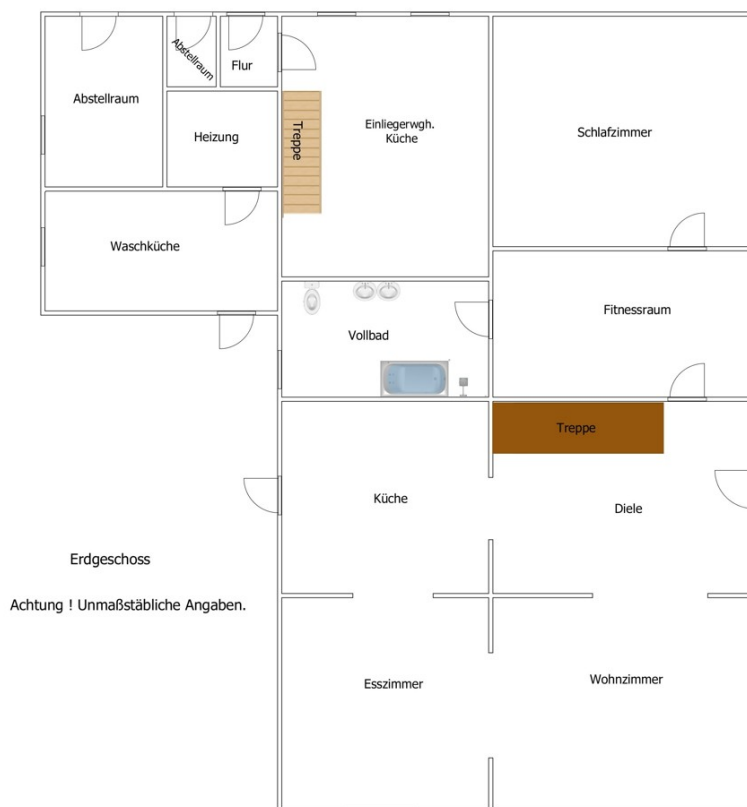 Abstellraum
Abstellraum
Flur
Treppe
Einliegerwgh.
Küche
Schlafzimmer
Heizung
Waschküche
Vollbad
Fitnessraum
Treppe
Küche
Diele
Erdgeschoss
Achtung ! Unmaßstäbliche Angaben.
Esszimmer
Wohnzimmer